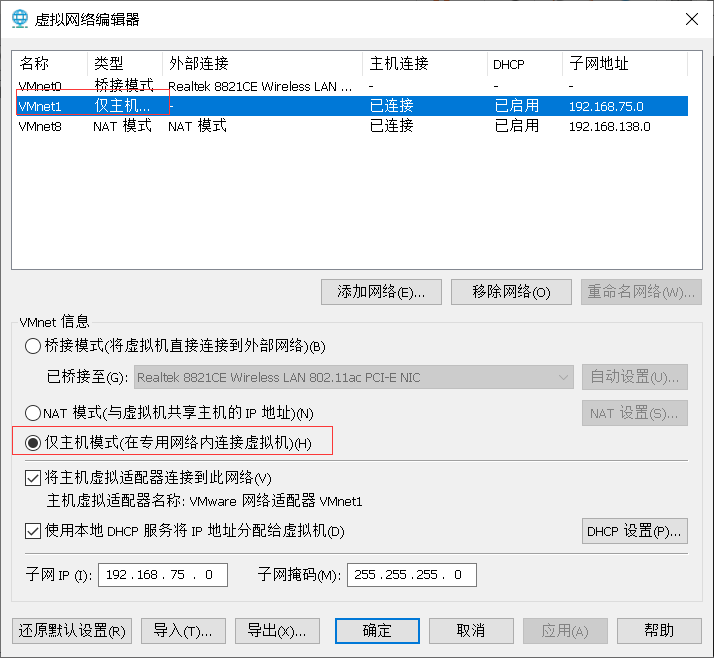 虚拟网络编辑器
名称 类型 外部连接 主机连接 DHCP 子网地址
VMnet0 桥接模式 Realtek 8821CE Wireless LAN ... - - -
VMnet1 仅主机... - 已连接 已启用 192.168.75.0
VMnet8 NAT 模式 NAT 模式 已连接 已启用 192.168.138.0
添加网络(E)... 移除网络(O) 重命名网络(W)...
VMnet 信息
桥接模式(将虚拟机直接连接到外部网络)(B)
已桥接至(G): Realtek 8821CE Wireless LAN 802.11ac PCI-E NIC 自动设置(U)...
NAT 模式(与虚拟机共享主机的 IP 地址)(N) NAT 设置(S)...
仅主机模式(在专用网络内连接虚拟机)(H)
将主机虚拟适配器连接到此网络(V)
主机虚拟适配器名称: VMware 网络适配器 VMnet1
使用本地 DHCP 服务将 IP 地址分配给虚拟机(D) DHCP 设置(P)...
子网 IP (I): 192 . 168 . 75 . 0 子网掩码(M): 255 . 255 . 255 . 0
还原默认设置(R) 导入(T)... 导出(X)... 确定 取消 应用(A) 帮助